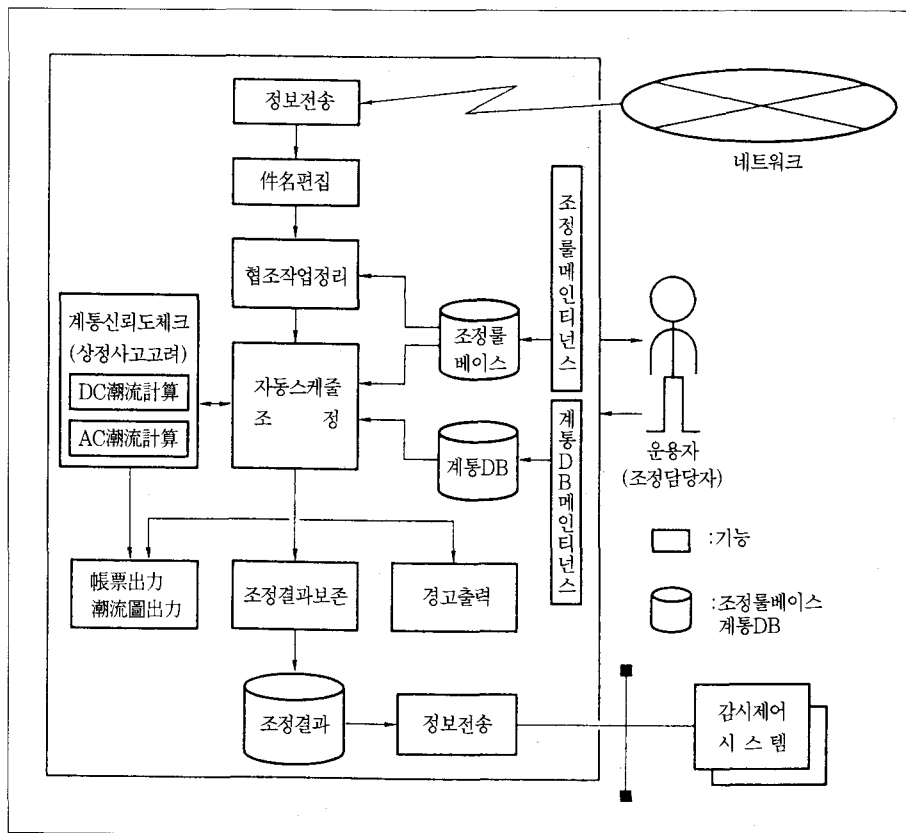 정보전송
네트워크
件名편집
조정룰메인티넌스
협조작업정리
계통신뢰도체크
(상정사고고려)
DC潮流計算
AC潮流計算
조정룰
베이스
자동스케줄
조 정
계통DB
계통DB메인티넌스
운용자
(조정담당자)
:기능
帳票出力
潮流圖出力
조정결과보존
경고출력
:조정룰베이스
계통DB
조정결과
정보전송
감시제어
시 스 템